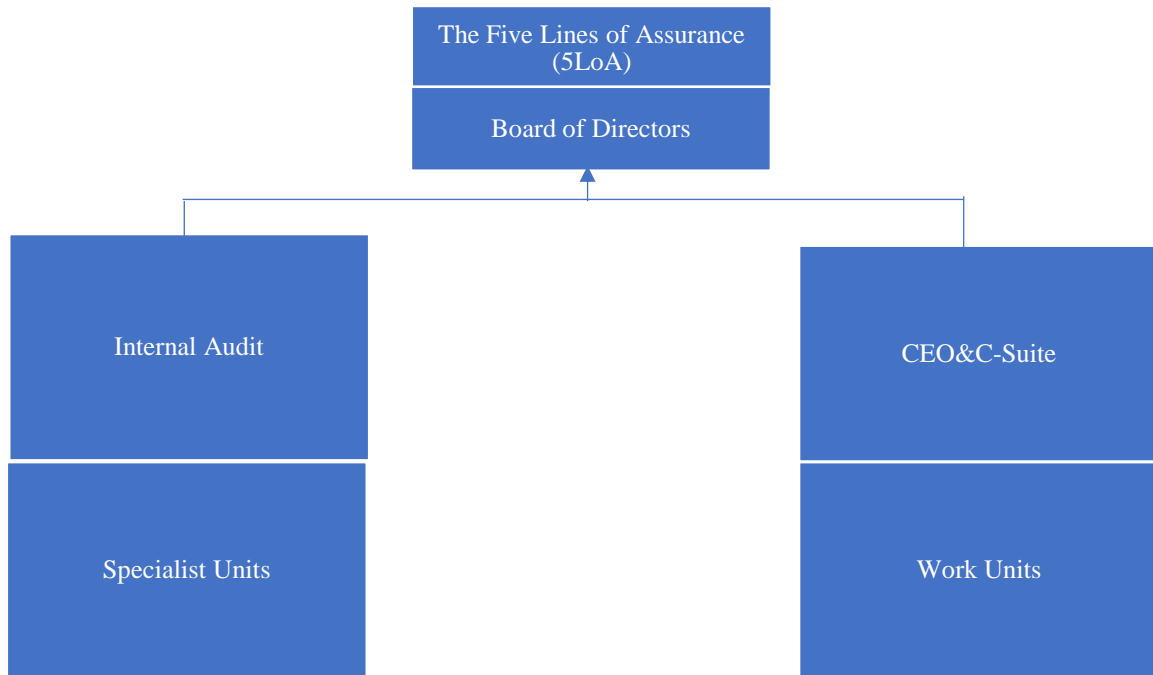 The Five Lines of Assurance
(5LoA)
Board of Directors
Internal Audit
CEO&C-Suite
Specialist Units
Work Units